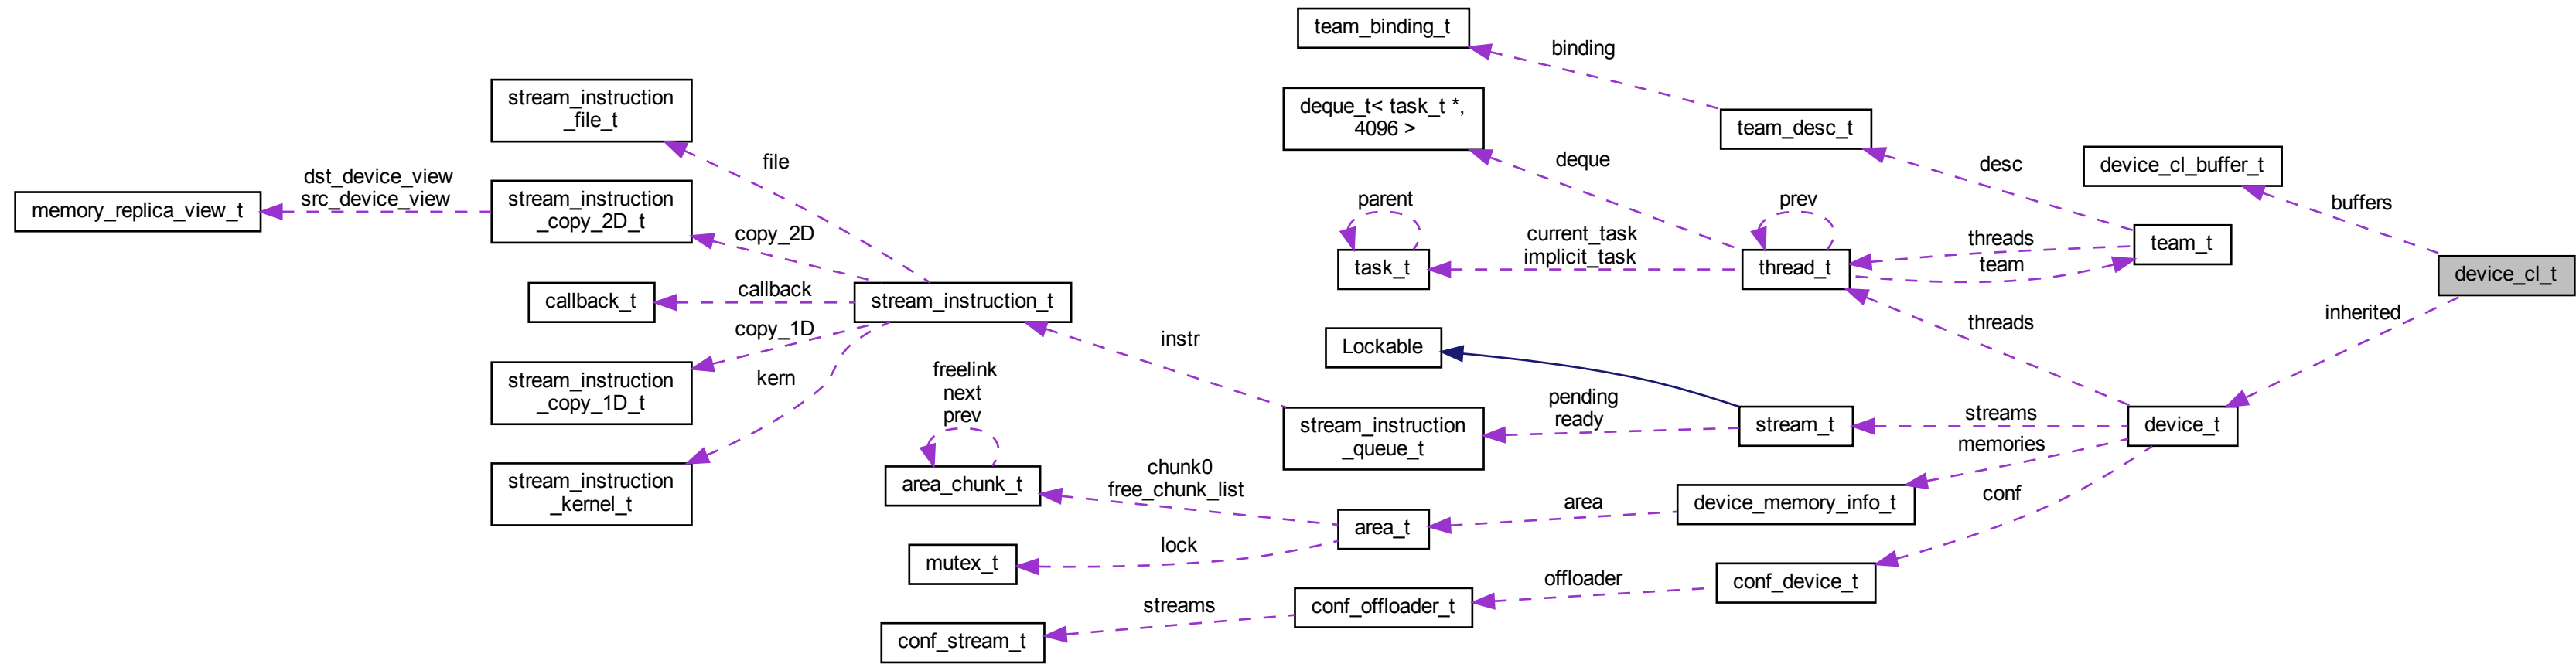 team_binding_t
binding
stream_instruction
_file_t
deque_t< task_t *,
4096 >
team_desc_t
file
deque
desc
device_cl_buffer_t
dst_device_view
src_device_view
memory_replica_view_t
stream_instruction
_copy_2D_t
copy_2D
parent
prev
buffers
current_task
implicit_task
task_t
thread_t
threads
team
team_t
device_cl_t
callback_t
callback
stream_instruction_t
copy_1D
instr
Lockable
threads
inherited
stream_instruction
_copy_1D_t
kern
freelink
next
prev
pending
ready
stream_instruction
_queue_t
stream_t
streams
device_t
memories
stream_instruction
_kernel_t
area_chunk_t
chunk0
free_chunk_list
area
device_memory_info_t
conf
area_t
lock
mutex_t
offloader
conf_device_t
streams
conf_offloader_t
conf_stream_t